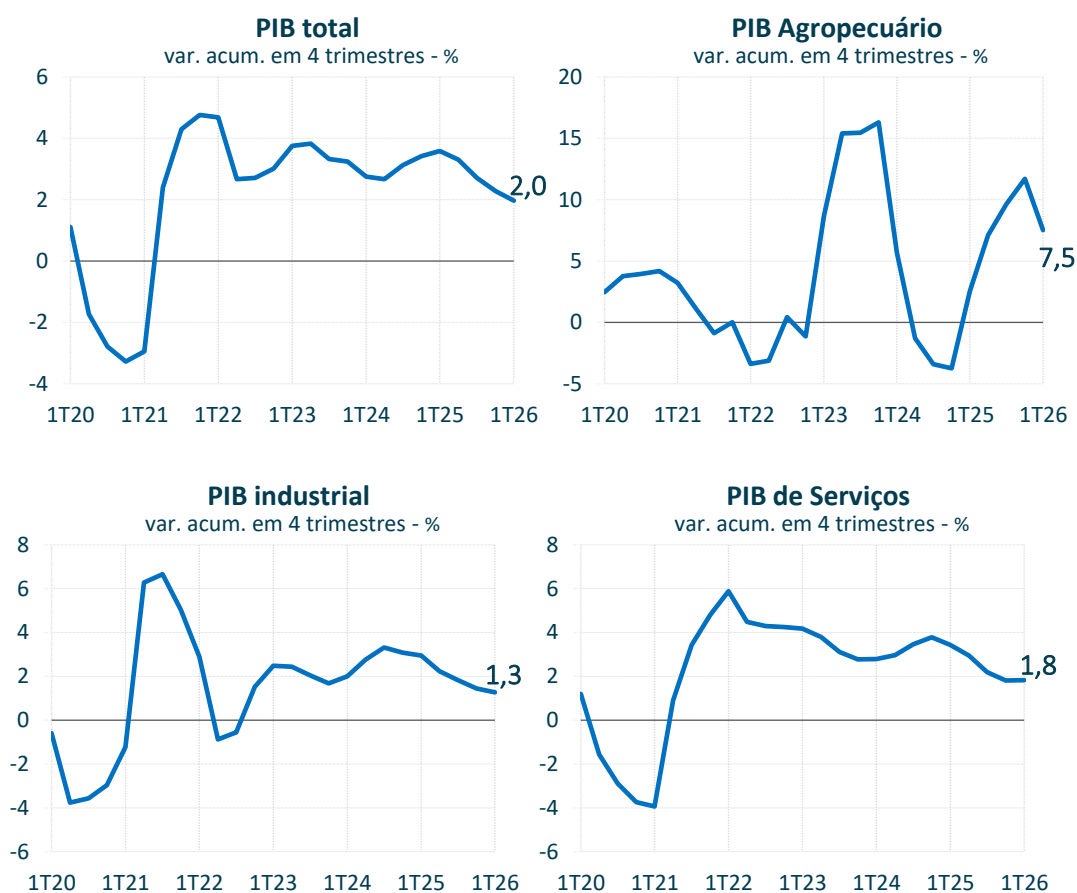 PIB total
var. acum. em 4 trimestres - %
6
4
2
0
-2
-4
2,0
1T20 1T21 1T22 1T23 1T24 1T25 1T26
PIB Agropecuário
var. acum. em 4 trimestres - %
20
15
10
5
0
-5
7,5
1T20 1T21 1T22 1T23 1T24 1T25 1T26
PIB industrial
var. acum. em 4 trimestres - %
8
6
4
2
0
-2
-4
-6
1,3
1T20 1T21 1T22 1T23 1T24 1T25 1T26
PIB de Serviços
var. acum. em 4 trimestres - %
8
6
4
2
0
-2
-4
-6
1,8
1T20 1T21 1T22 1T23 1T24 1T25 1T26